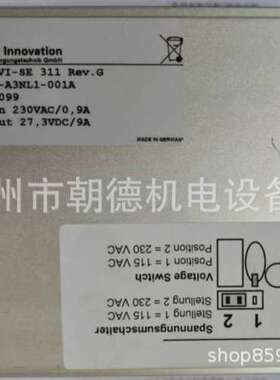 Innovation
rgungstechnik GmbH
VI-SE 311 Rev.G
-A3NL1-001A
099
n 230VAC/0,9A
ut 27,3VDC/9A
MADE IN GERMANY
州市朝德机电设备
Spannungsumschalter
Stellung 1 = 115 VAC
Stellung 2 = 230 VAC
1
2
Voltage Switch
Position 1 = 115 VAC
Position 2 = 230 VAC
shop859